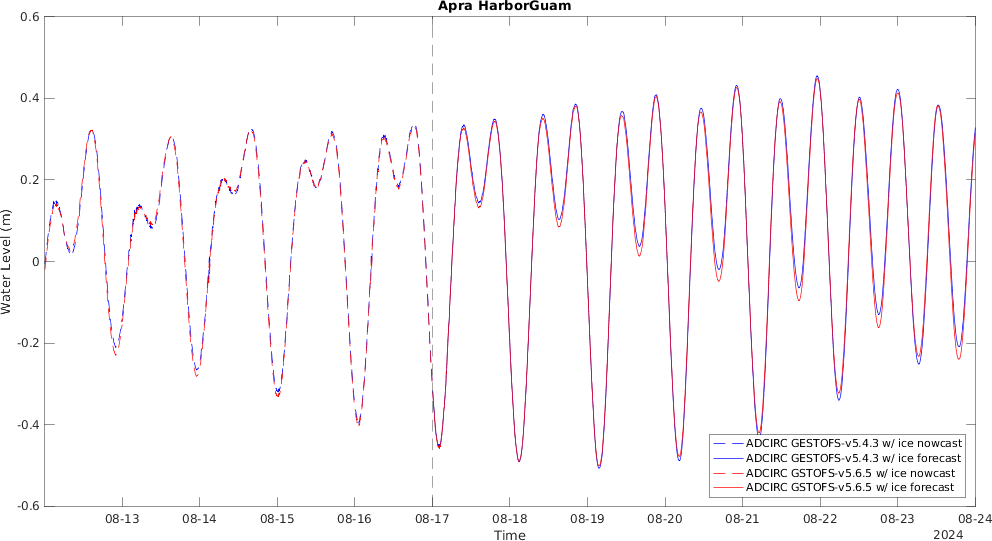 Apra HarborGuam
Water Level (m)
0.6
0.4
0.2
0
-0.2
-0.4
-0.6
ADCIRC GESTOFS-v5.4.3 w/ ice nowcast
ADCIRC GESTOFS-v5.4.3 w/ ice forecast
ADCIRC GSTOFS-v5.6.5 w/ ice nowcast
ADCIRC GSTOFS-v5.6.5 w/ ice forecast
08-13 08-14 08-15 08-16 08-17 08-18 08-19 08-20 08-21 08-22 08-23 08-24
Time
2024